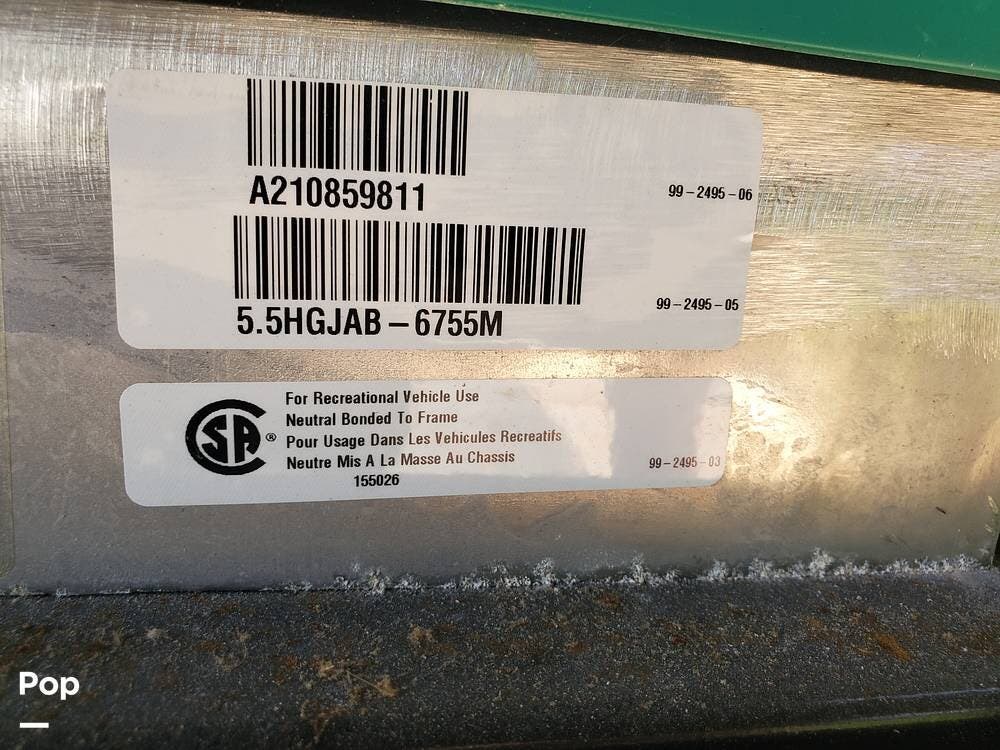 A210859811
99-2495-06
5.5HGJAB-6755M
99-2495-05
SA ®
For Recreational Vehicle Use
Neutral Bonded To Frame
Pour Usage Dans Les Vehicules Recreatifs
Neutre Mis A La Masse Au Chassis
155026
99-2495-03
Pop